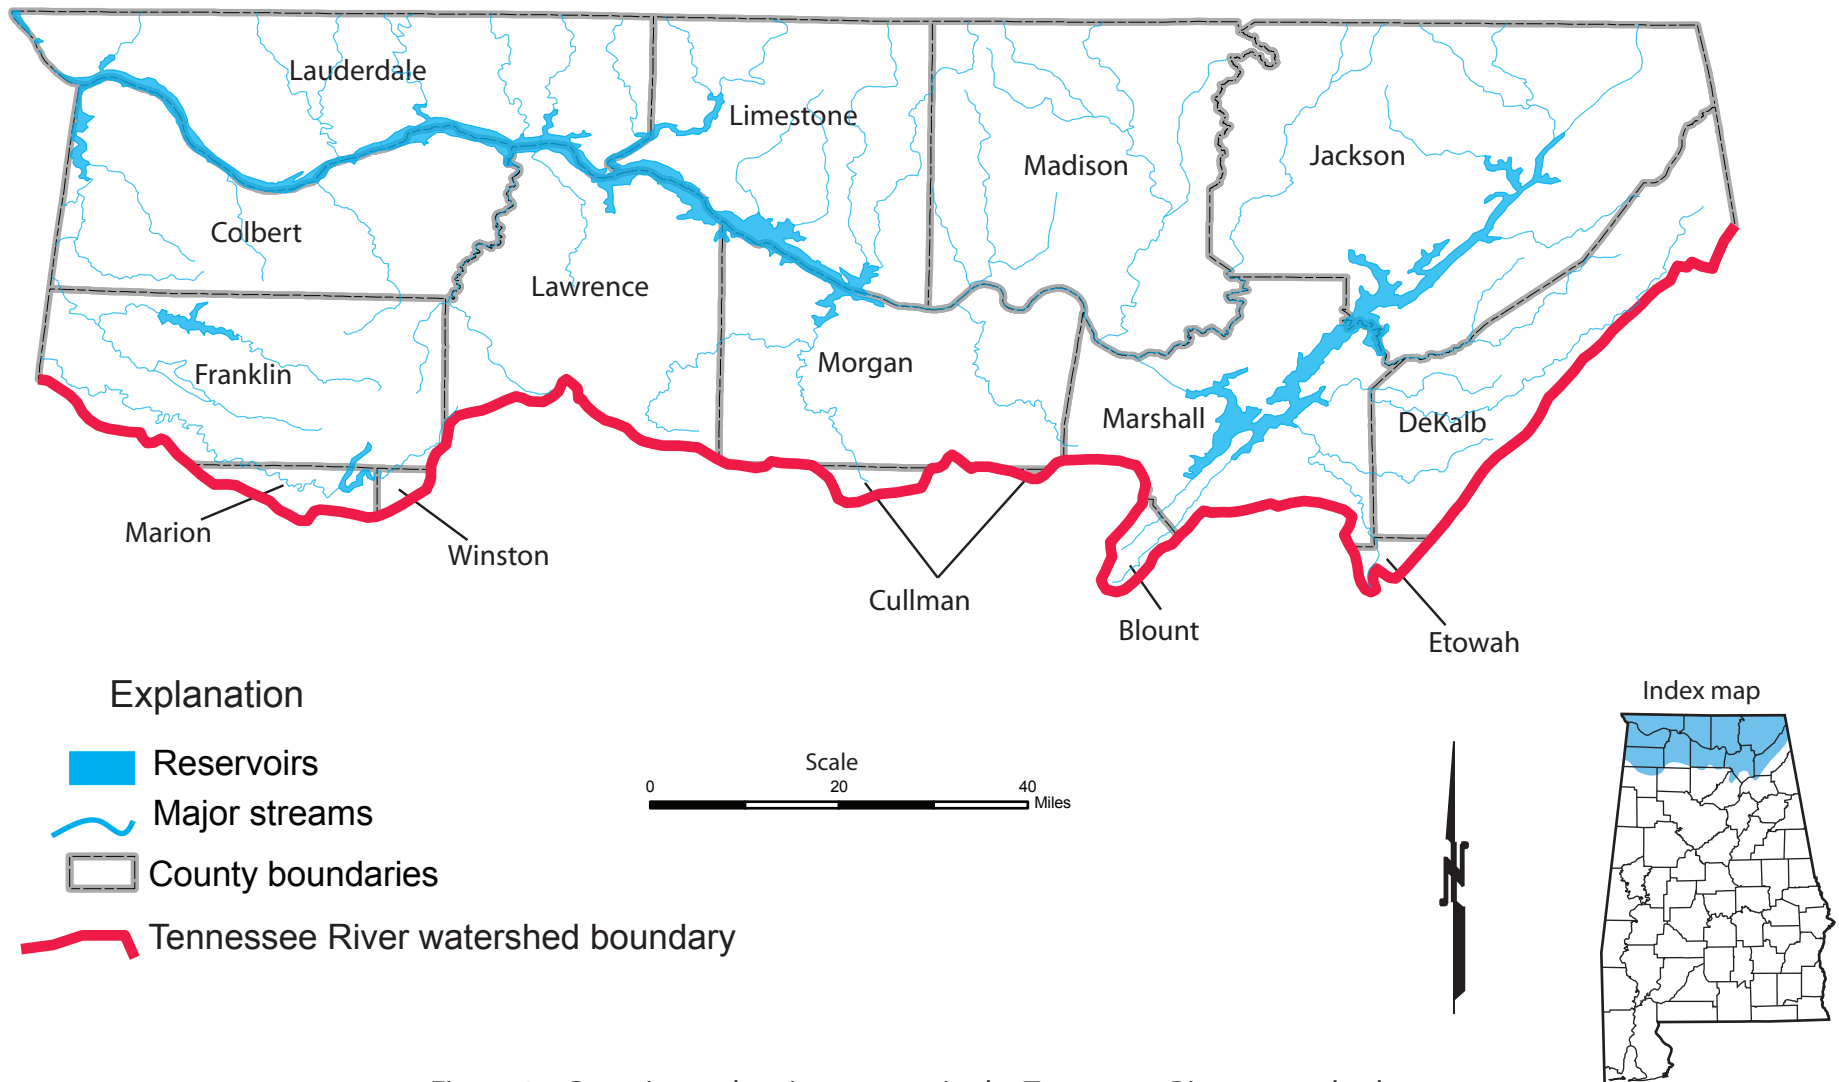 Lauderdale
Limestone
Madison
Jackson
Colbert
Lawrence
Franklin
Morgan
Marshall
DeKalb
Marion
Winston
Cullman
Blount
Etowah
Explanation
Reservoirs
Major streams
County boundaries
Tennessee River watershed boundary
Scale
0 20 40
Miles
N
Index map